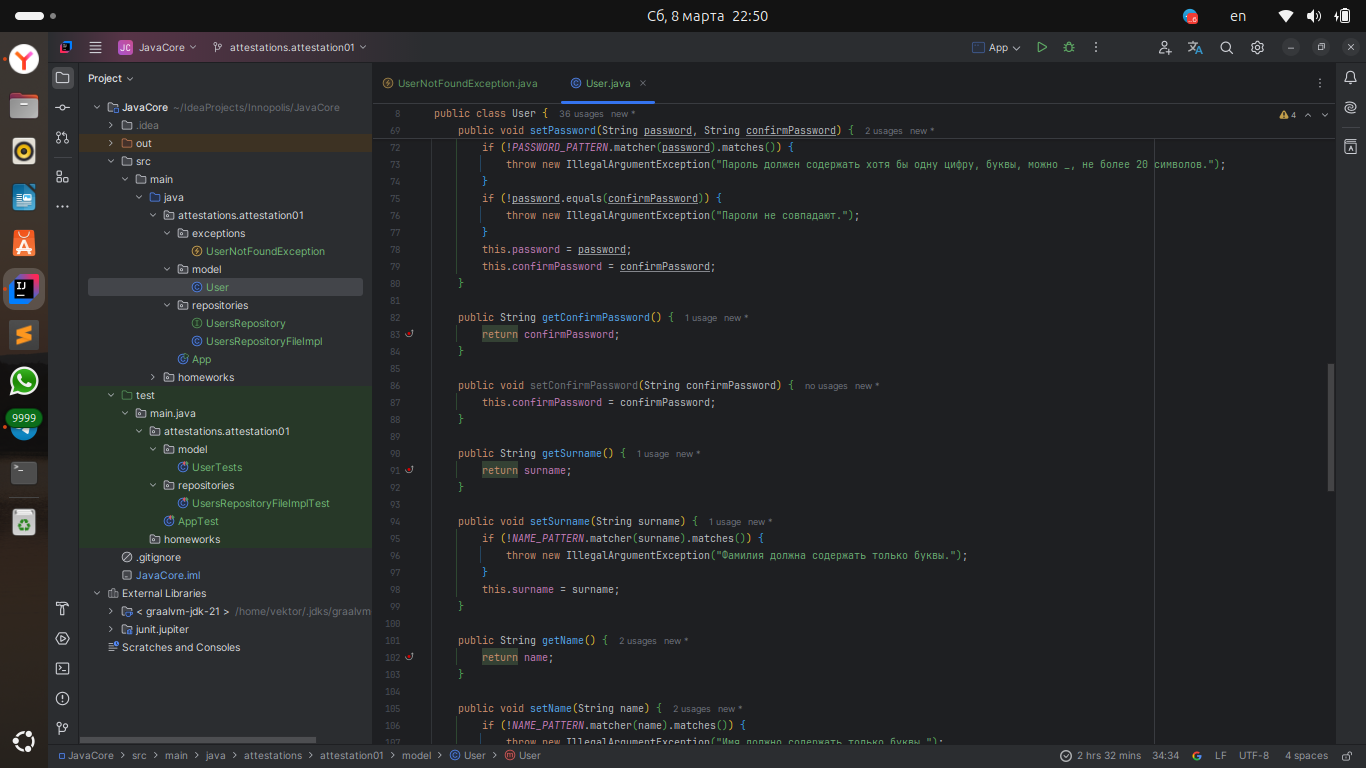 Сб, 8 марта 22:50
en
JC JavaCore
attestations.attestation01
App
Project
UserNotFoundException.java
User.java
JavaCore ~/IdeaProjects/Innopolis/JavaCore
.idea
out
src
main
java
attestations.attestation01
exceptions
UserNotFoundException
model
User
repositories
UsersRepository
UsersRepositoryFileImpl
App
homeworks
test
main.java
attestations.attestation01
model
UserTests
repositories
UsersRepositoryFileImplTest
AppTest
homeworks
.gitignore
JavaCore.iml
External Libraries
< graalvm-jdk-21 > /home/vektor/.jdks/graalvm
junit.jupiter
Scratches and Consoles
9999
8 public class User { 36 usages new *
4
69 public void setPassword(String password, String confirmPassword) { 2 usages new *
72 if (!PASSWORD_PATTERN.matcher(password).matches()) {
73 throw new IllegalArgumentException("Пароль должен содержать хотя бы одну цифру, буквы, можно _, не более 20 символов.");
74 }
75 if (!password.equals(confirmPassword)) {
76 throw new IllegalArgumentException("Пароли не совпадают.");
77 }
78 this.password = password;
79 this.confirmPassword = confirmPassword;
80 }
81
82 public String getConfirmPassword() { 1 usage new *
83 return confirmPassword;
84 }
85
86 public void setConfirmPassword(String confirmPassword) { no usages new *
87 this.confirmPassword = confirmPassword;
88 }
89
90 public String getSurname() { 1 usage new *
91 return surname;
92 }
93
94 public void setSurname(String surname) { 1 usage new *
95 if (!NAME_PATTERN.matcher(surname).matches()) {
96 throw new IllegalArgumentException("Фамилия должна содержать только буквы.");
97 }
98 this.surname = surname;
99 }
100
101 public String getName() { 2 usages new *
102 return name;
103 }
104
105 public void setName(String name) { 2 usages new *
106 if (!NAME_PATTERN.matcher(name).matches()) {
107 throw new IllegalArgumentException("Имя должно содержать только буквы.");
JavaCore > src > main > java > attestations > attestation01 > model > User > User
2 hrs 32 mins 34:34 LF UTF-8 4 spaces